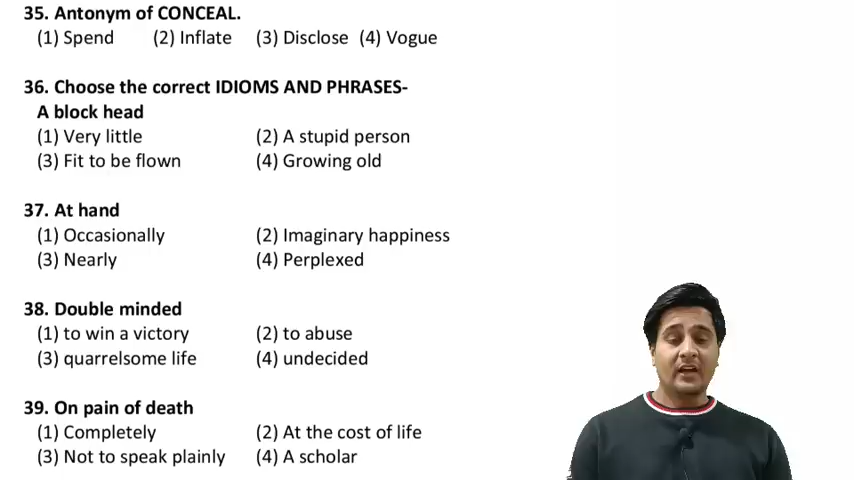 35. Antonym of CONCEAL.
(1) Spend (2) Inflate (3) Disclose (4) Vogue
36. Choose the correct IDIOMS AND PHRASES-
A block head
(1) Very little (2) A stupid person
(3) Fit to be flown (4) Growing old
37. At hand
(1) Occasionally (2) Imaginary happiness
(3) Nearly (4) Perplexed
38. Double minded
(1) to win a victory (2) to abuse
(3) quarrelsome life (4) undecided
39. On pain of death
(1) Completely (2) At the cost of life
(3) Not to speak plainly (4) A scholar